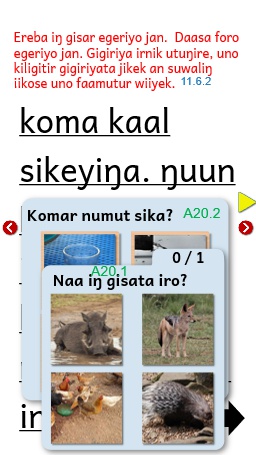 Ereba iŋ gisar egeriyo jan. Daasa foro
egeriyo jan. Gigiriya irnik utuŋire, uno
kiligitir gigiriyata jikek an suwaliŋ
iikose uno faamutur wiiyek. 11.6.2
koma kaal
sikeyiŋa. ŋuun
Komar numut sika? A20.2
0 / 1
A20.1
Naa iŋ gisata iro?